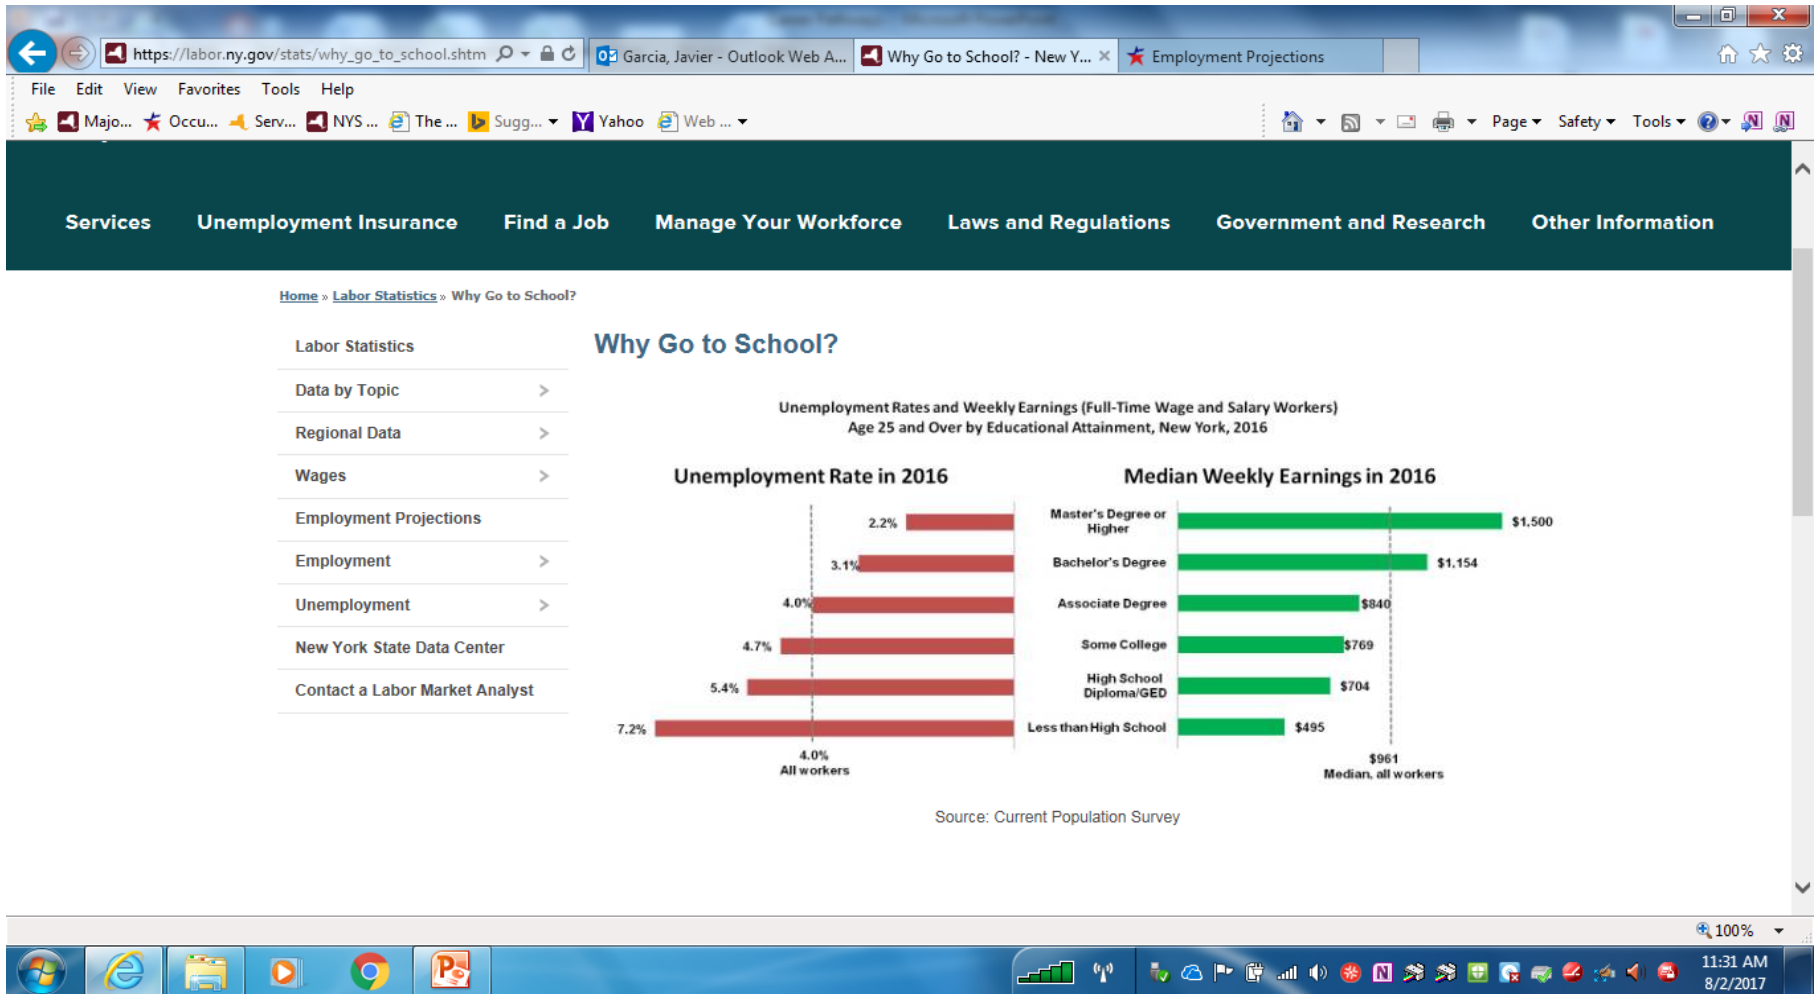 https://labor.ny.gov/stats/why_go_to_school.shtm
Garcia, Javier - Outlook Web A...
Why Go to School? - New Y...
Employment Projections
File Edit View Favorites Tools Help
Majo... Occu... Serv... NYS ... The ... Sugg... Yahoo Web ...
Page Safety Tools
Services Unemployment Insurance Find a Job Manage Your Workforce Laws and Regulations Government and Research Other Information
Home » Labor Statistics » Why Go to School?
Labor Statistics
Data by Topic
Regional Data
Wages
Employment Projections
Employment
Unemployment
New York State Data Center
Contact a Labor Market Analyst
Why Go to School?
Unemployment Rates and Weekly Earnings (Full-Time Wage and Salary Workers)
Age 25 and Over by Educational Attainment, New York, 2016
Unemployment Rate in 2016 Median Weekly Earnings in 2016
2.2% Master's Degree or
Higher $1,500
3.1% Bachelor's Degree $1,154
4.0% Associate Degree $840
4.7% Some College $769
5.4% High School
Diploma/GED $704
7.2% Less than High School $495
4.0%
All workers
$961
Median, all workers
Source: Current Population Survey
100%
11:31 AM
8/2/2017